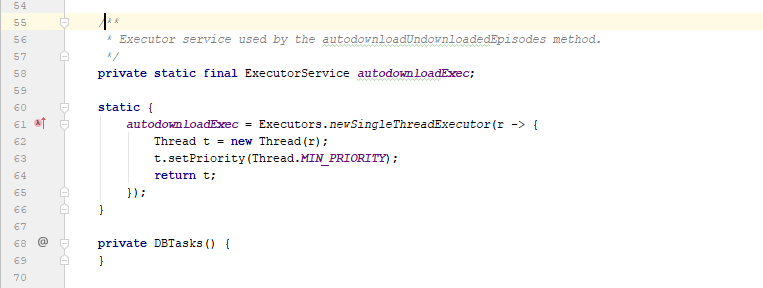 54
55 /**
56 * Executor service used by the autodownloadUndownloadedEpisodes method.
57 */
58 private static final ExecutorService autodownloadExec;
59
60 static {
61 autodownloadExec = Executors.newSingleThreadExecutor(r -> {
62 Thread t = new Thread(r);
63 t.setPriority(Thread.MIN_PRIORITY);
64 return t;
65 });
66 }
67
68 @ private DBTasks() {
69 }
70